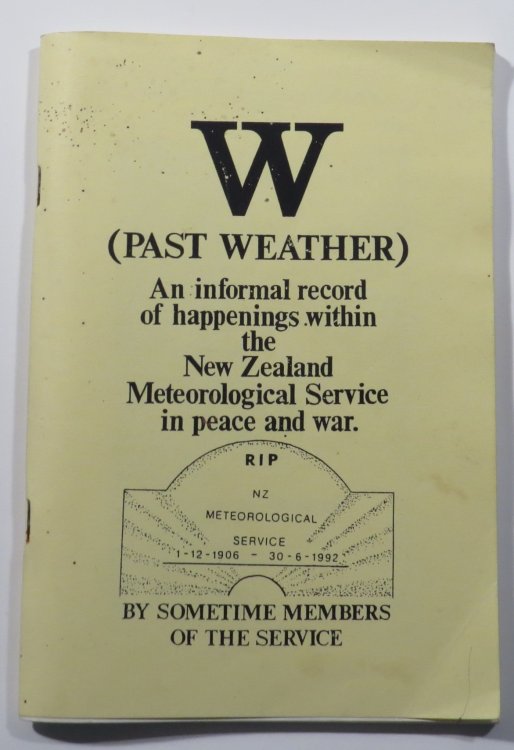 W
(PAST WEATHER)
An informal record
of happenings within
the
New Zealand
Meteorological Service
in peace and war.
RIP
NZ
METEOROLOGICAL
SERVICE
1-12-1906 - 30-6-1992
BY SOMETIME MEMBERS
OF THE SERVICE